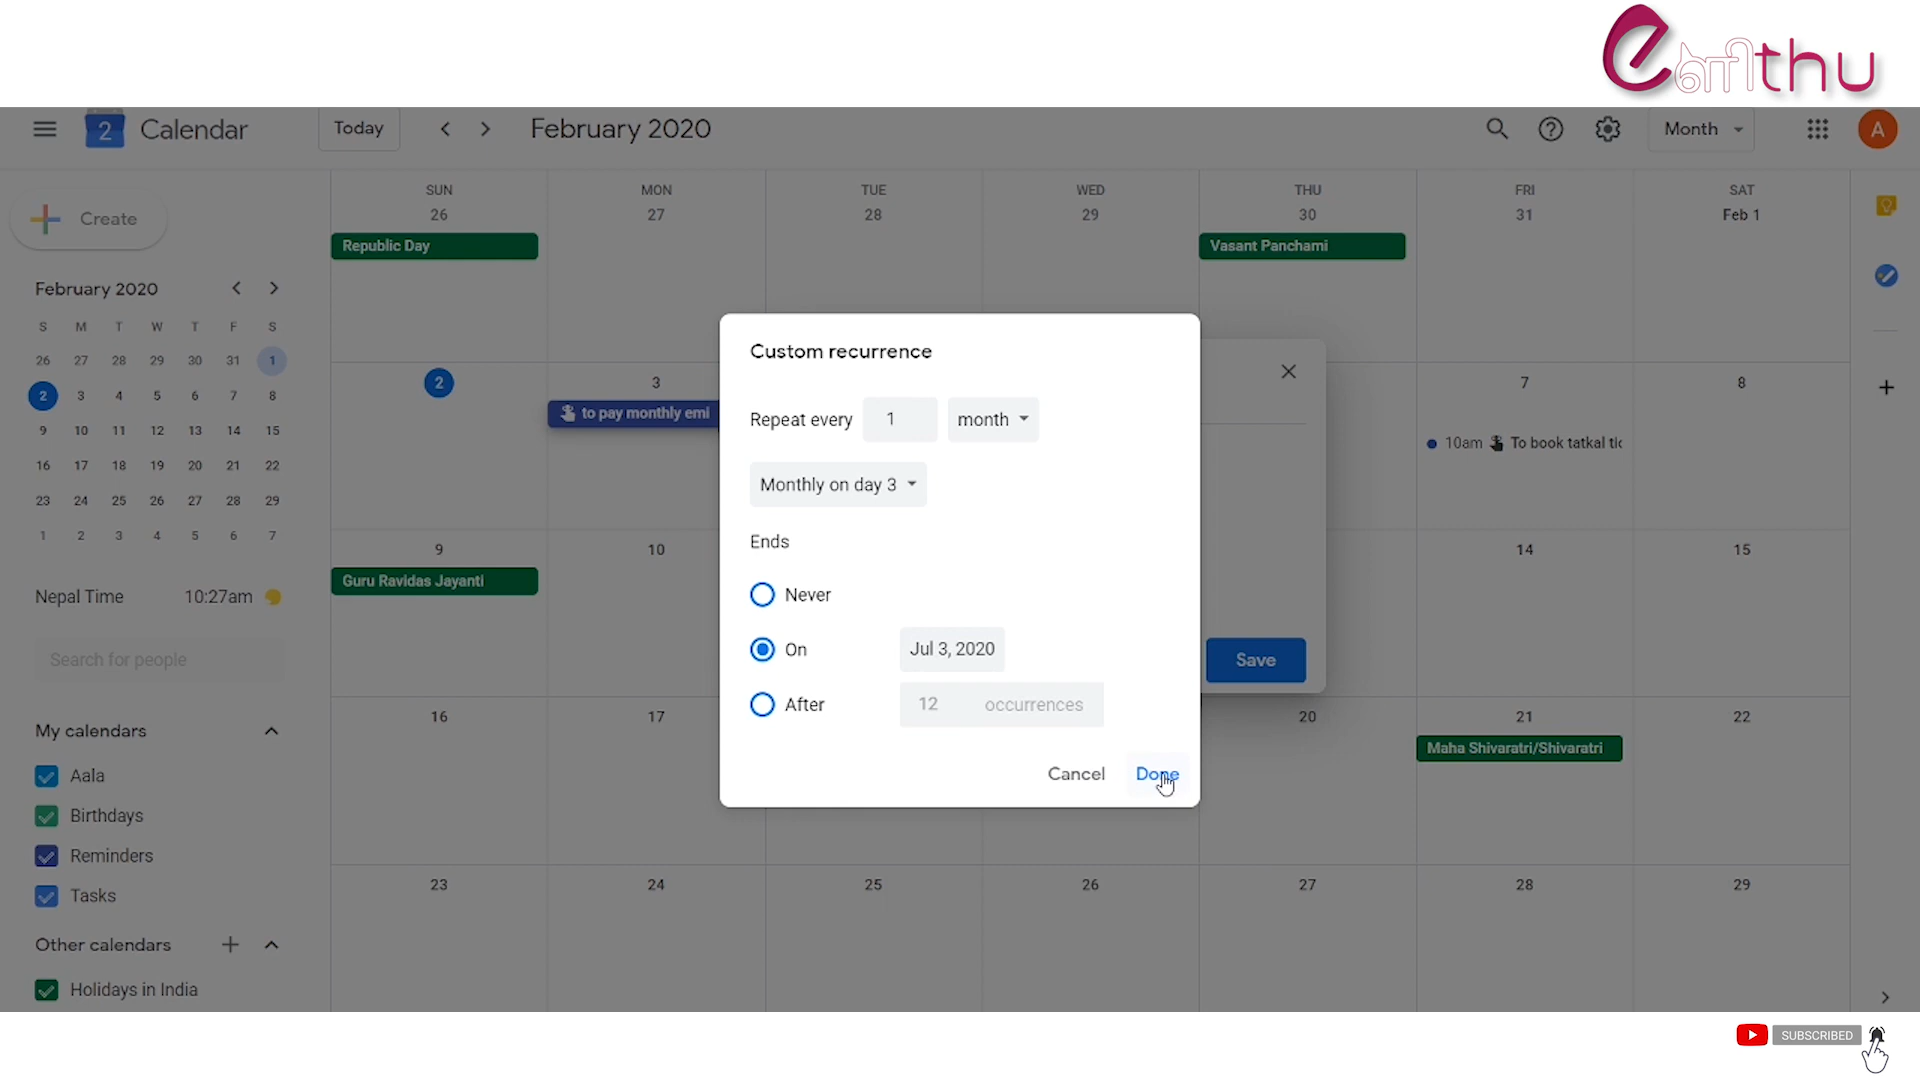 eளிthu
2 Calendar Today February 2020 Month A
Create
February 2020
S M T W T F S
26 27 28 29 30 31 1
2 3 4 5 6 7 8
9 10 11 12 13 14 15
16 17 18 19 20 21 22
23 24 25 26 27 28 29
1 2 3 4 5 6 7
Nepal Time 10:27am
Search for people
My calendars
Aala
Birthdays
Reminders
Tasks
Other calendars
Holidays in India
SUN MON TUE WED THU FRI SAT
26 27 28 29 30 31 Feb 1
Republic Day Vasant Panchami
2 3 7 8
to pay monthly emi
10am To book tatkal tic
9 10 14 15
Guru Ravidas Jayanti
16 17 20 21 22
Maha Shivaratri/Shivaratri
23 24 25 26 27 28 29
Custom recurrence
Repeat every 1 month
Monthly on day 3
Ends
Never
On Jul 3, 2020
After 12 occurrences
Cancel Done
Save
SUBSCRIBED